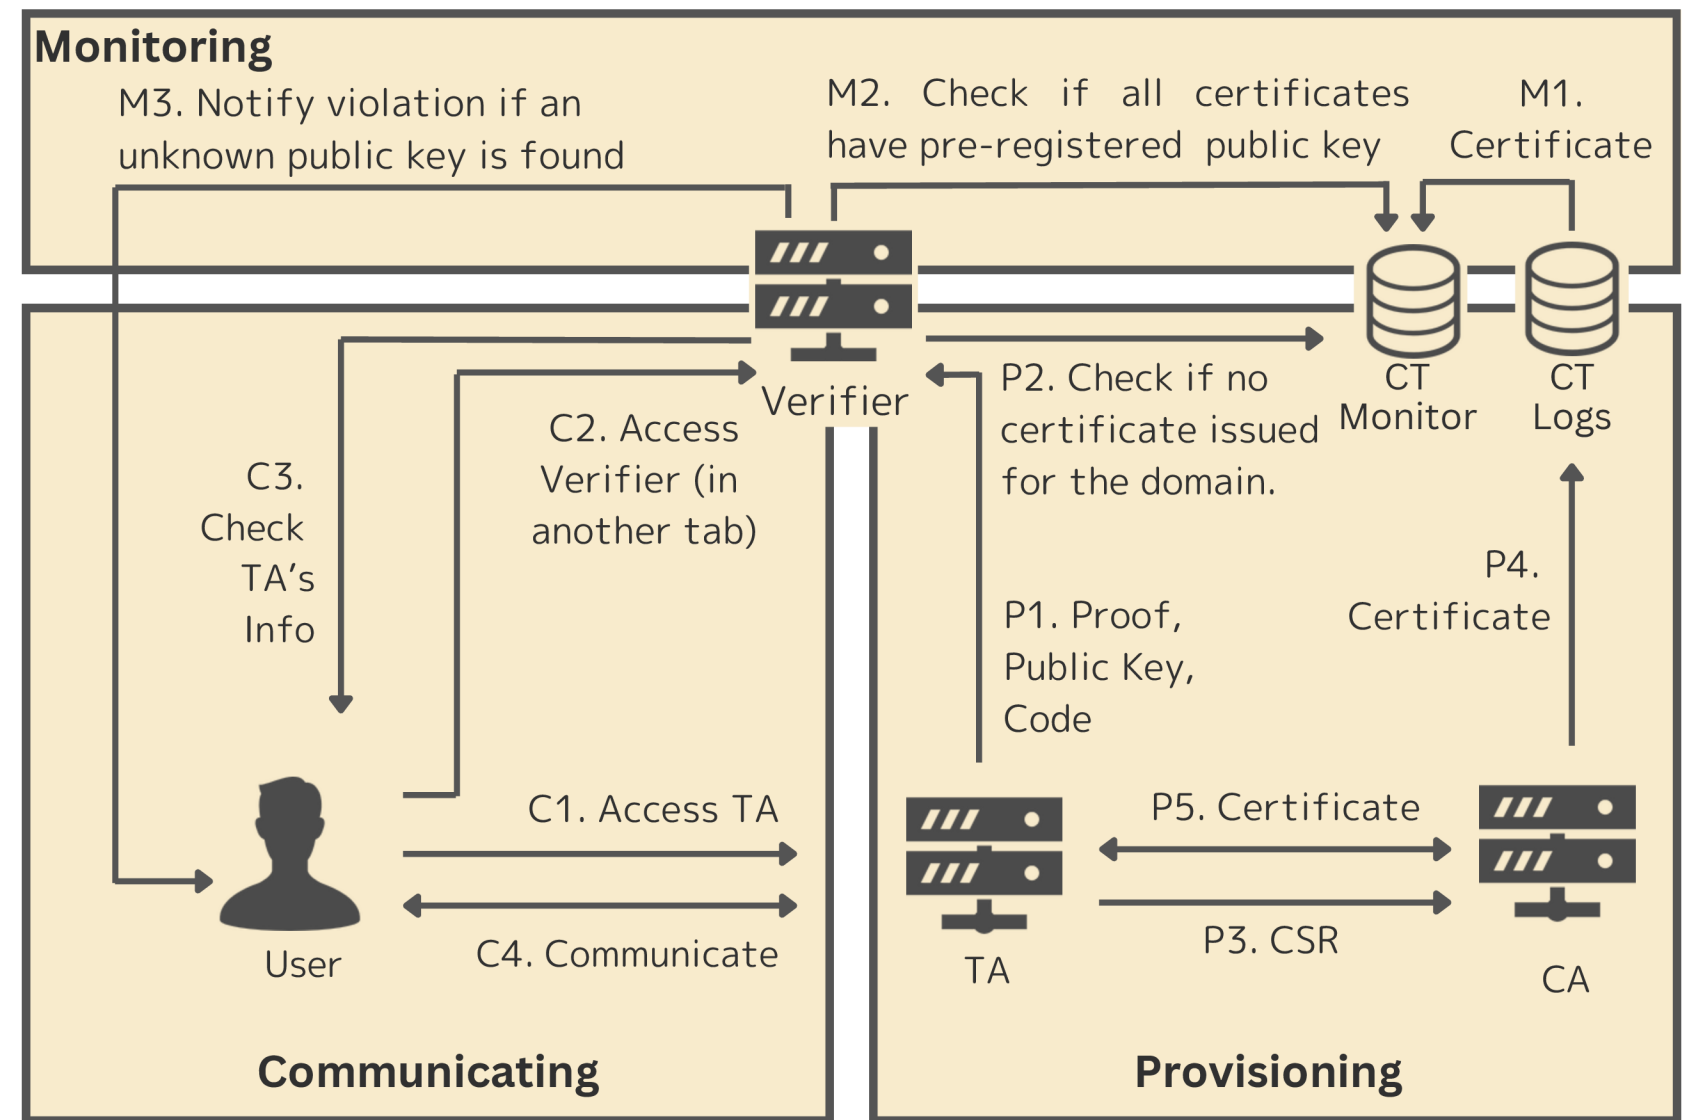 Monitoring
M3. Notify violation if an
unknown public key is found
M2. Check if all certificates
have pre-registered public key
M1.
Certificate
Verifier
CT
Monitor
CT
Logs
C2. Access
Verifier (in
another tab)
C3.
Check
TA’s
Info
P2. Check if no
certificate issued
for the domain.
P4.
Certificate
P1. Proof,
Public Key,
Code
C1. Access TA
C4. Communicate
User
P5. Certificate
P3. CSR
TA
CA
Communicating
Provisioning